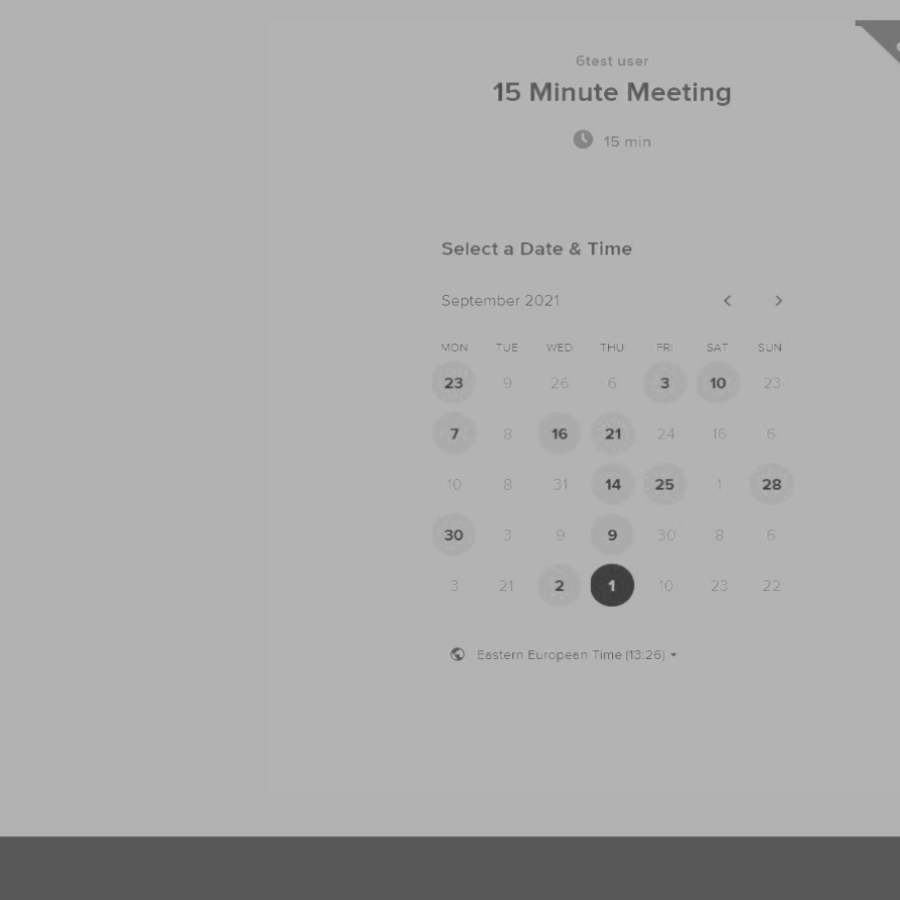 6test user
15 Minute Meeting
15 min
Select a Date & Time
September 2021
MON TUE WED THU FRI SAT SUN
23 9 26 6 3 10 23
7 8 16 21 24 16 6
10 8 31 14 25 1 28
30 3 9 9 30 8 6
3 21 2 1 10 23 22
Eastern European Time (13:26)